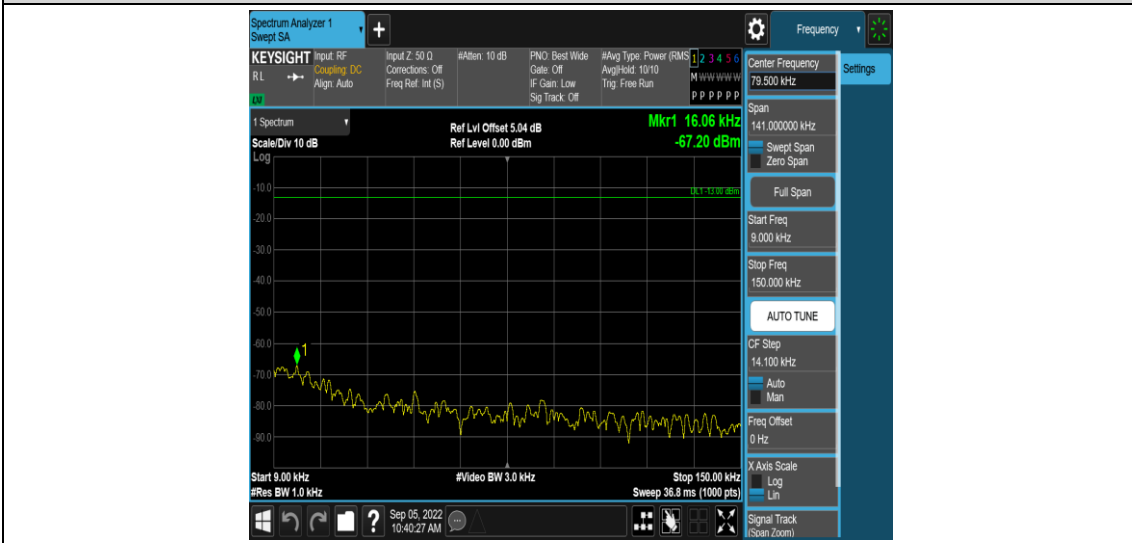 Spectrum Analyzer 1
Swept SA
+
Frequency
KEYSIGHT
RL
LXI
Input: RF
Coupling: DC
Align: Auto
Input Z: 50 Ω
Corrections: Off
Freq Ref: Int (S)
#Atten: 10 dB
PNO: Best Wide
Gate: Off
IF Gain: Low
Sig Track: Off
#Avg Type: Power (RMS
Avg|Hold: 10/10
Trig: Free Run
1 2 3 4 5 6
M W W W W W
P P P P P P
1 Spectrum
Scale/Div 10 dB
Log
Ref Lvl Offset 5.04 dB
Ref Level 0.00 dBm
Mkr1 16.06 kHz
-67.20 dBm
DL1 -13.00 dBm
-10.0
-20.0
-30.0
-40.0
-50.0
-60.0
-70.0
-80.0
-90.0
1
Start 9.00 kHz
#Res BW 1.0 kHz
#Video BW 3.0 kHz
Stop 150.00 kHz
Sweep 36.8 ms (1000 pts)
?
Sep 05, 2022
10:40:27 AM
Center Frequency
79.500 kHz
Span
141.000000 kHz
Swept Span
Zero Span
Full Span
Start Freq
9.000 kHz
Stop Freq
150.000 kHz
AUTO TUNE
CF Step
14.100 kHz
Auto
Man
Freq Offset
0 Hz
X Axis Scale
Log
Lin
Signal Track
(Span Zoom)
Settings